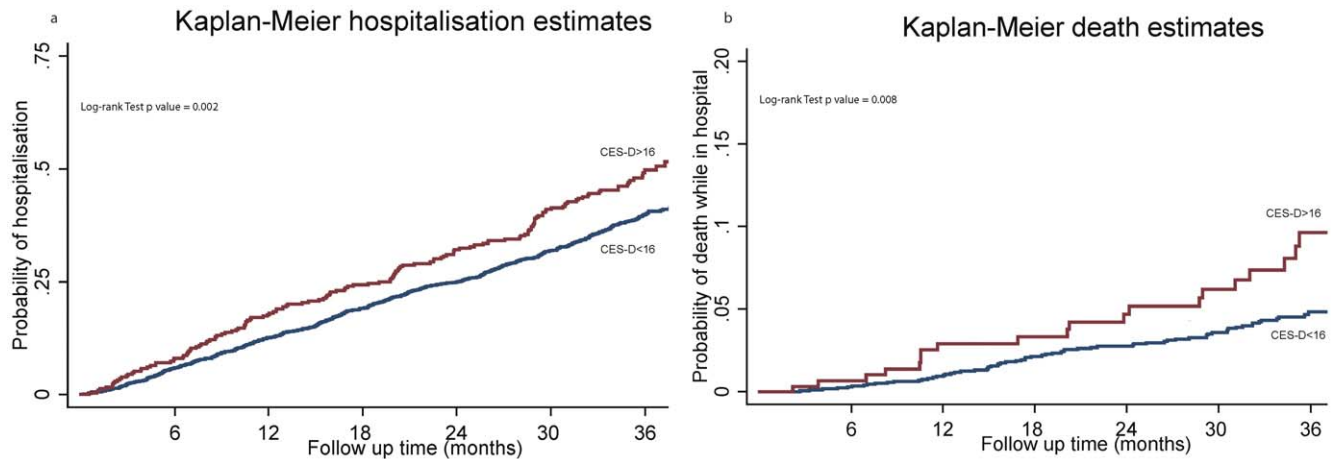 a
Kaplan-Meier hospitalisation estimates
Probability of hospitalisation
.75
.5
.25
0
Log-rank Test p value = 0.002
CES-D>16
CES-D<16
6 12 18 24 30 36
Follow up time (months)
b
Kaplan-Meier death estimates
Probability of death while in hospital
.20
.15
.1
.05
0
Log-rank Test p value = 0.008
CES-D>16
CES-D<16
6 12 18 24 30 36
Follow up time (months)